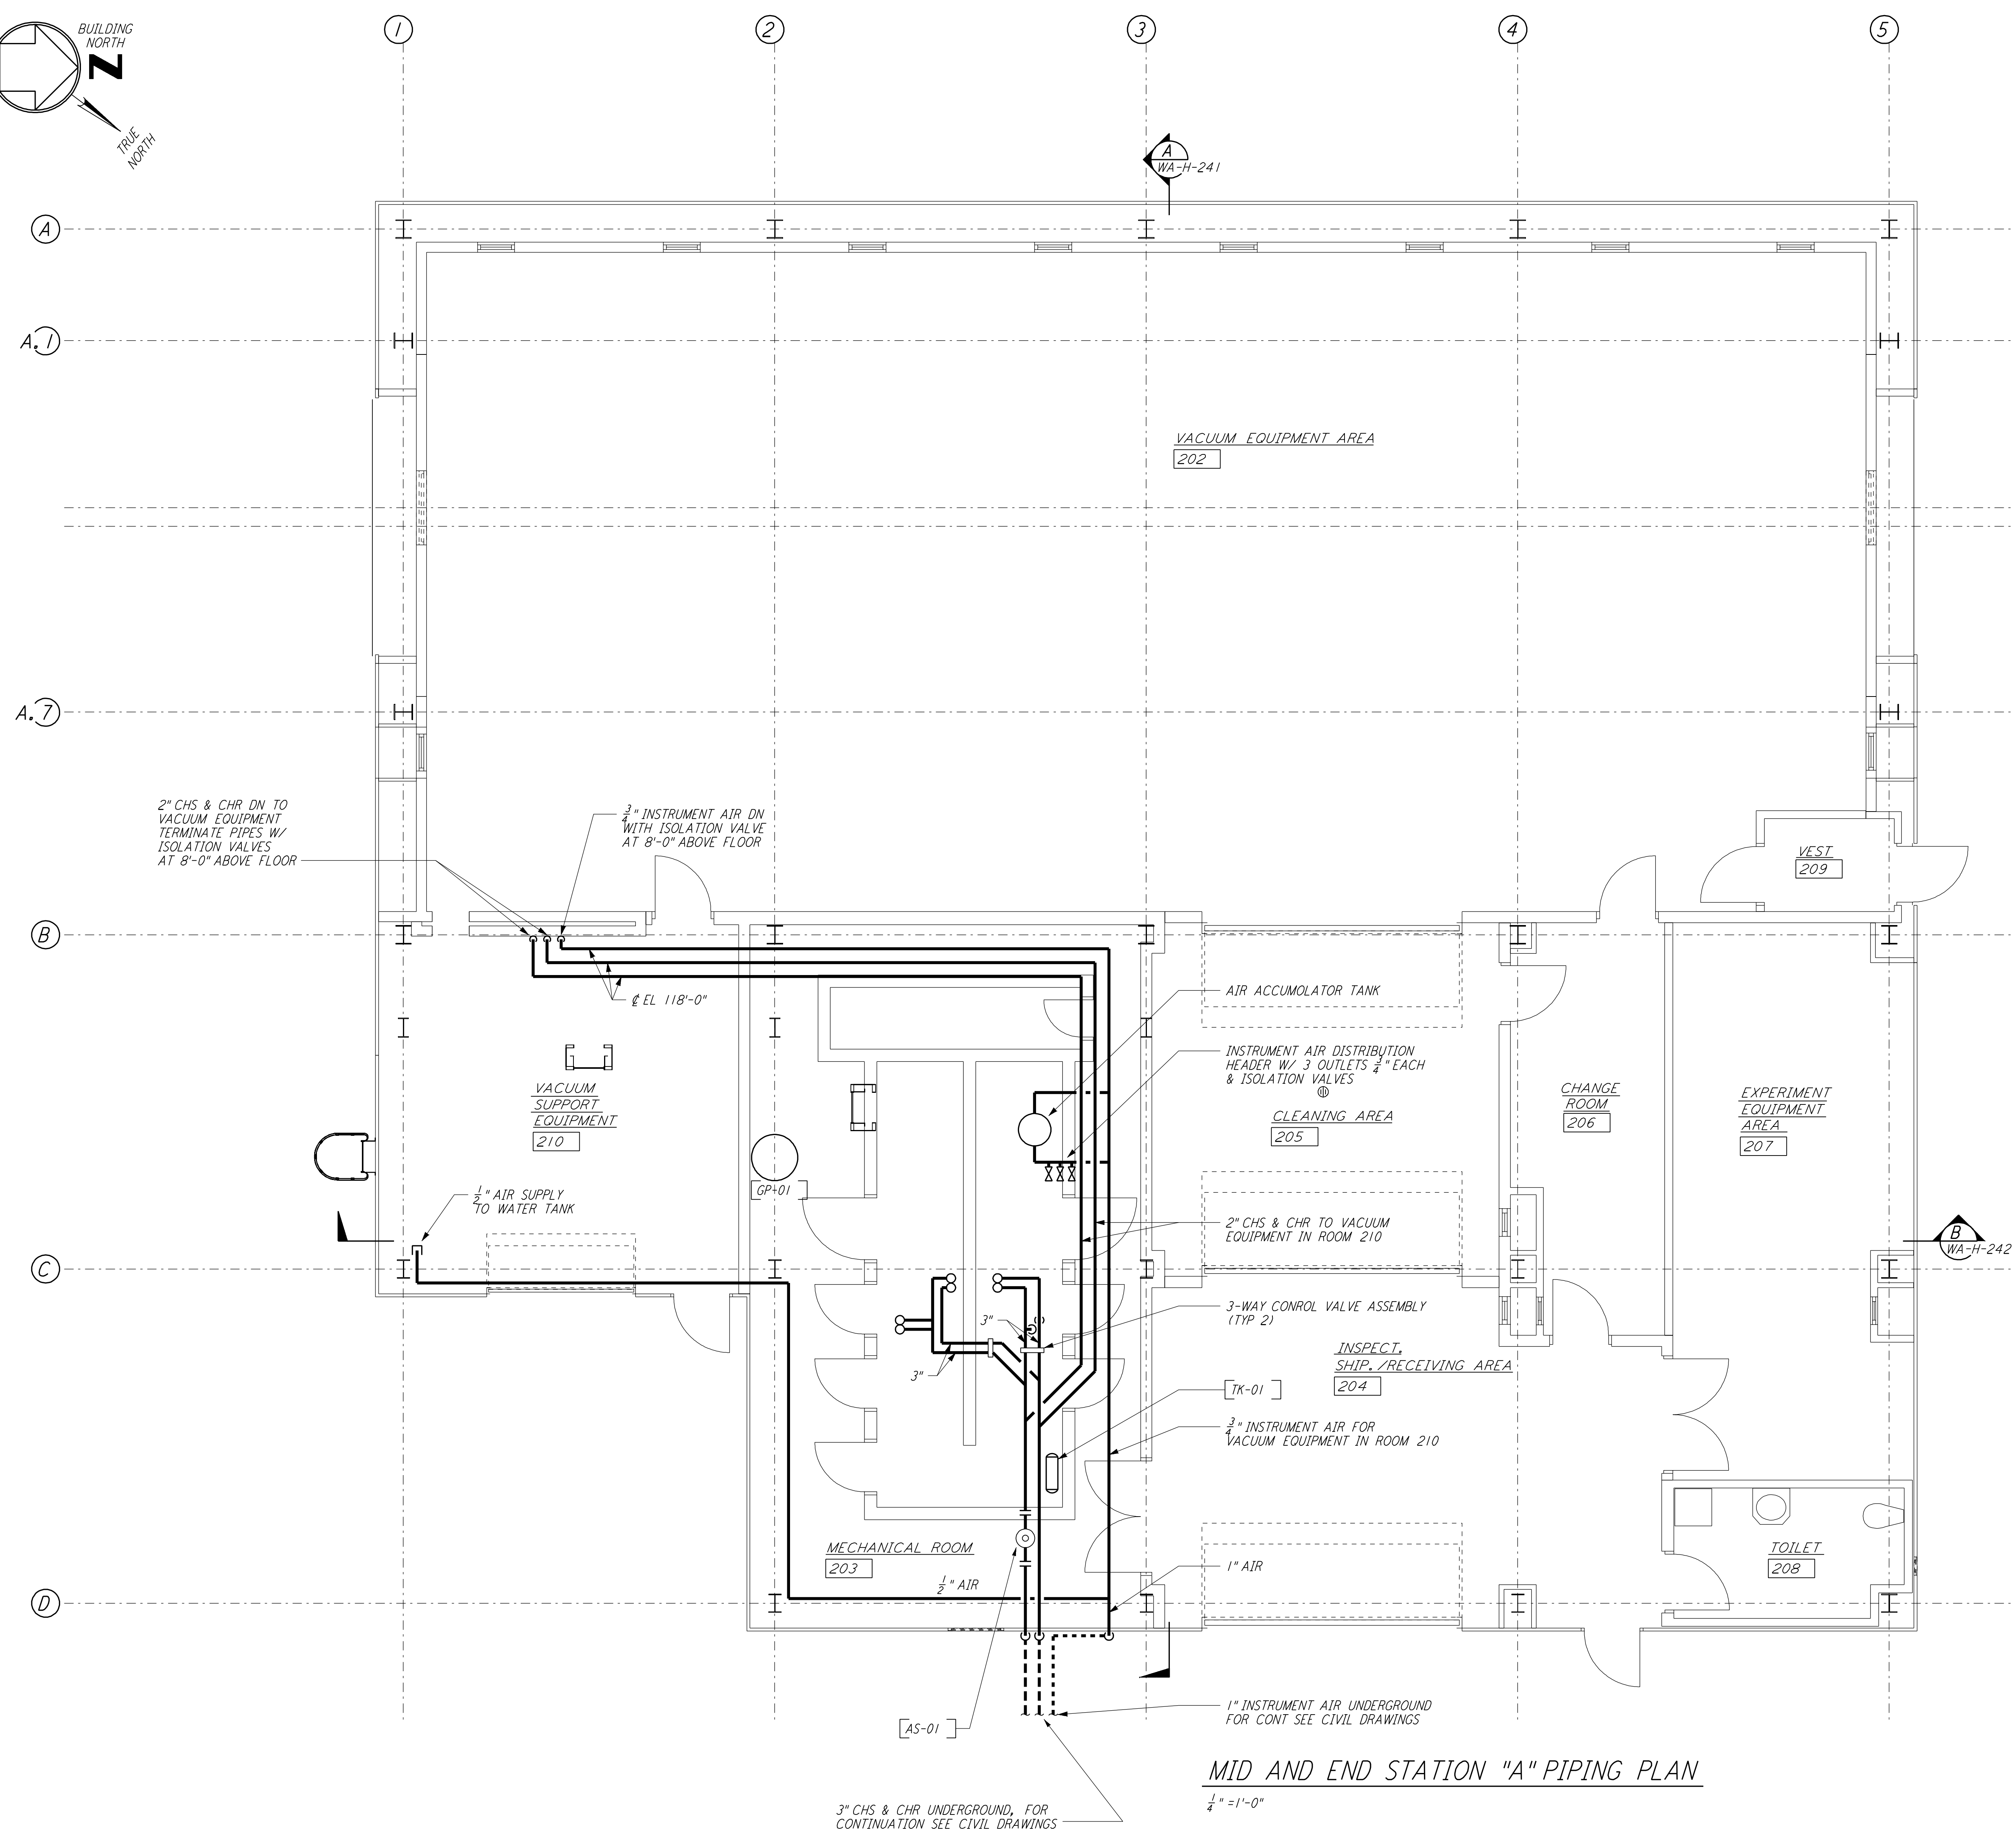 BUILDING
NORTH
N
TRUE
NORTH
1
2
3
4
5
A
WA-H-241
A
A.1
VACUUM EQUIPMENT AREA
202
A.7
2" CHS & CHR DN TO
VACUUM EQUIPMENT
TERMINATE PIPES W/
ISOLATION VALVES
AT 8'-0" ABOVE FLOOR
3/4" INSTRUMENT AIR DN
WITH ISOLATION VALVE
AT 8'-0" ABOVE FLOOR
VEST
209
B
℄ EL 118'-0"
AIR ACCUMOLATOR TANK
INSTRUMENT AIR DISTRIBUTION
HEADER W/ 3 OUTLETS 3/4" EACH
& ISOLATION VALVES
VACUUM
SUPPORT
EQUIPMENT
210
CLEANING AREA
205
CHANGE
ROOM
206
EXPERIMENT
EQUIPMENT
AREA
207
GP-01
1/2" AIR SUPPLY
TO WATER TANK
2" CHS & CHR TO VACUUM
EQUIPMENT IN ROOM 210
B
WA-H-242
C
3"
3"
3-WAY CONROL VALVE ASSEMBLY
(TYP 2)
INSPECT.
SHIP./RECEIVING AREA
204
TK-01
3/4" INSTRUMENT AIR FOR
VACUUM EQUIPMENT IN ROOM 210
MECHANICAL ROOM
203
1/2" AIR
1" AIR
TOILET
208
D
AS-01
1" INSTRUMENT AIR UNDERGROUND
FOR CONT SEE CIVIL DRAWINGS
3" CHS & CHR UNDERGROUND, FOR
CONTINUATION SEE CIVIL DRAWINGS
MID AND END STATION "A" PIPING PLAN
1/4" =1'-0"